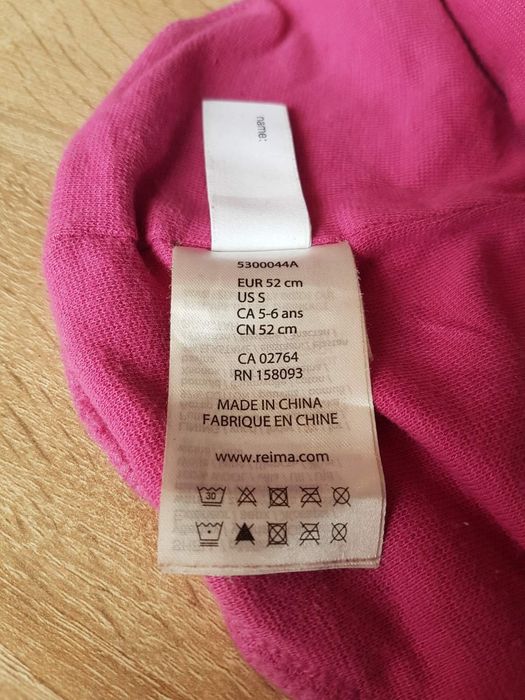 name:
5300044A
EUR 52 cm
US S
CA 5-6 ans
CN 52 cm
CA 02764
RN 158093
MADE IN CHINA
FABRIQUE EN CHINE
www.reima.com
30